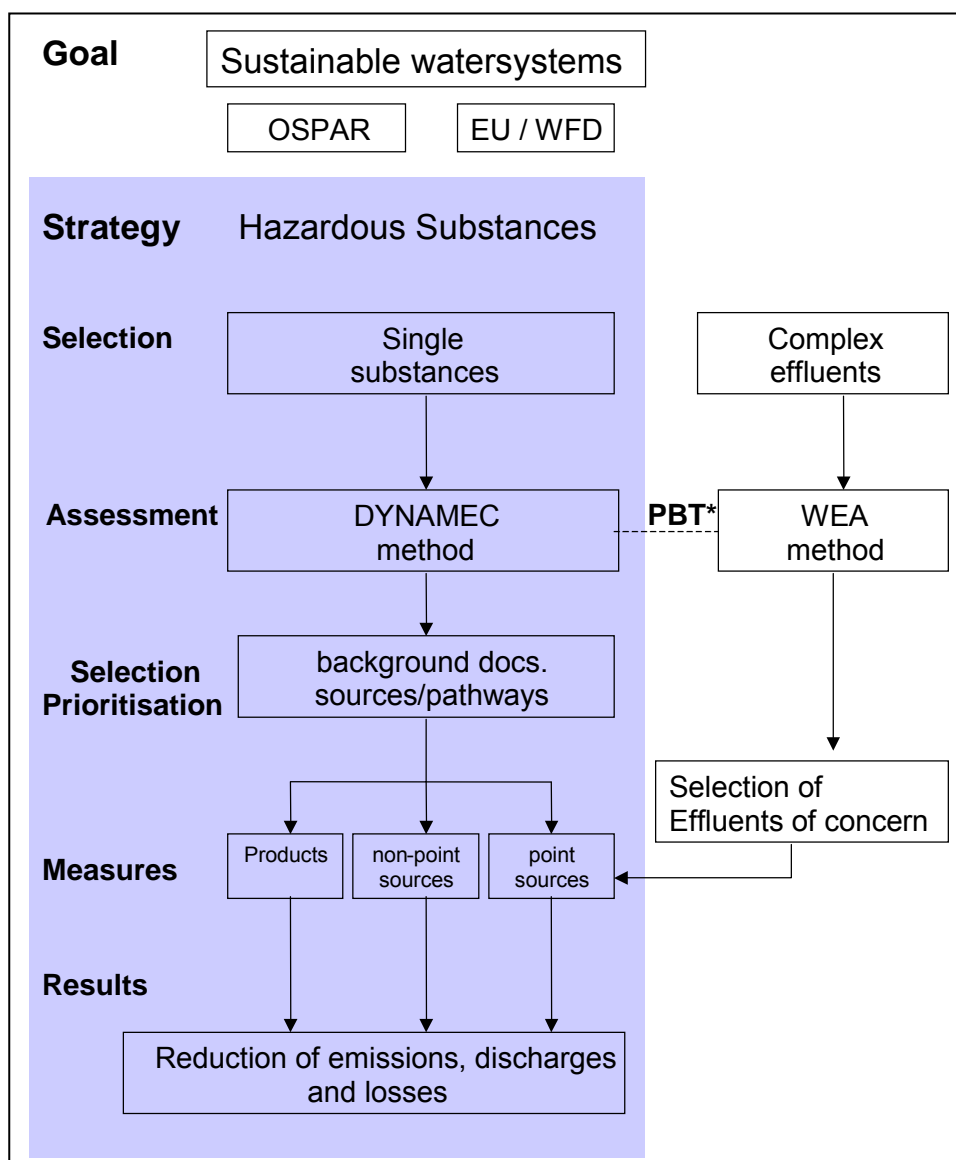 Goal
Sustainable watersystems
OSPAR
EU / WFD
Strategy
Hazardous Substances
Selection
Single
substances
Complex
effluents
Assessment
DYNAMEC
method
PBT*
WEA
method
Selection
Prioritisation
background docs.
sources/pathways
Selection of
Effluents of concern
Measures
Products
non-point
sources
point
sources
Results
Reduction of emissions, discharges
and losses